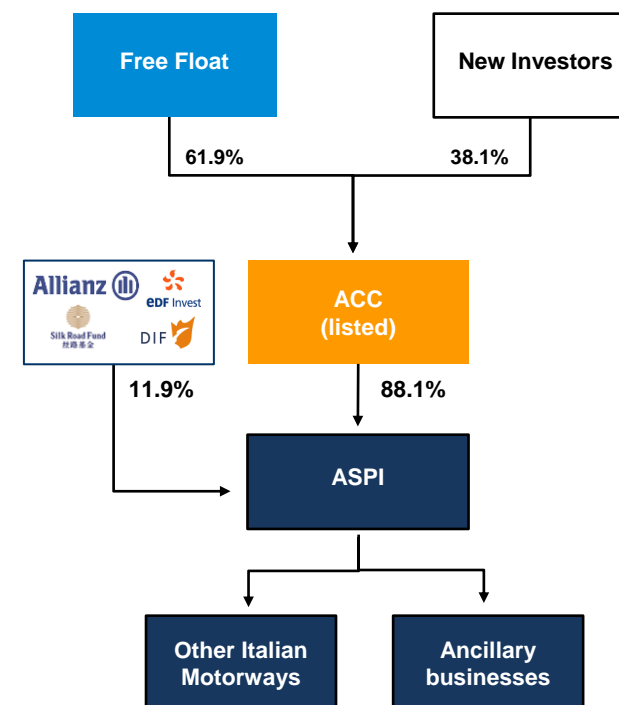 Free Float
New Investors
61.9%
38.1%
Allianz
eDF Invest
Silk Road Fund
丝路基金
DIF
ACC
(listed)
11.9%
88.1%
ASPI
Other Italian
Motorways
Ancillary
businesses